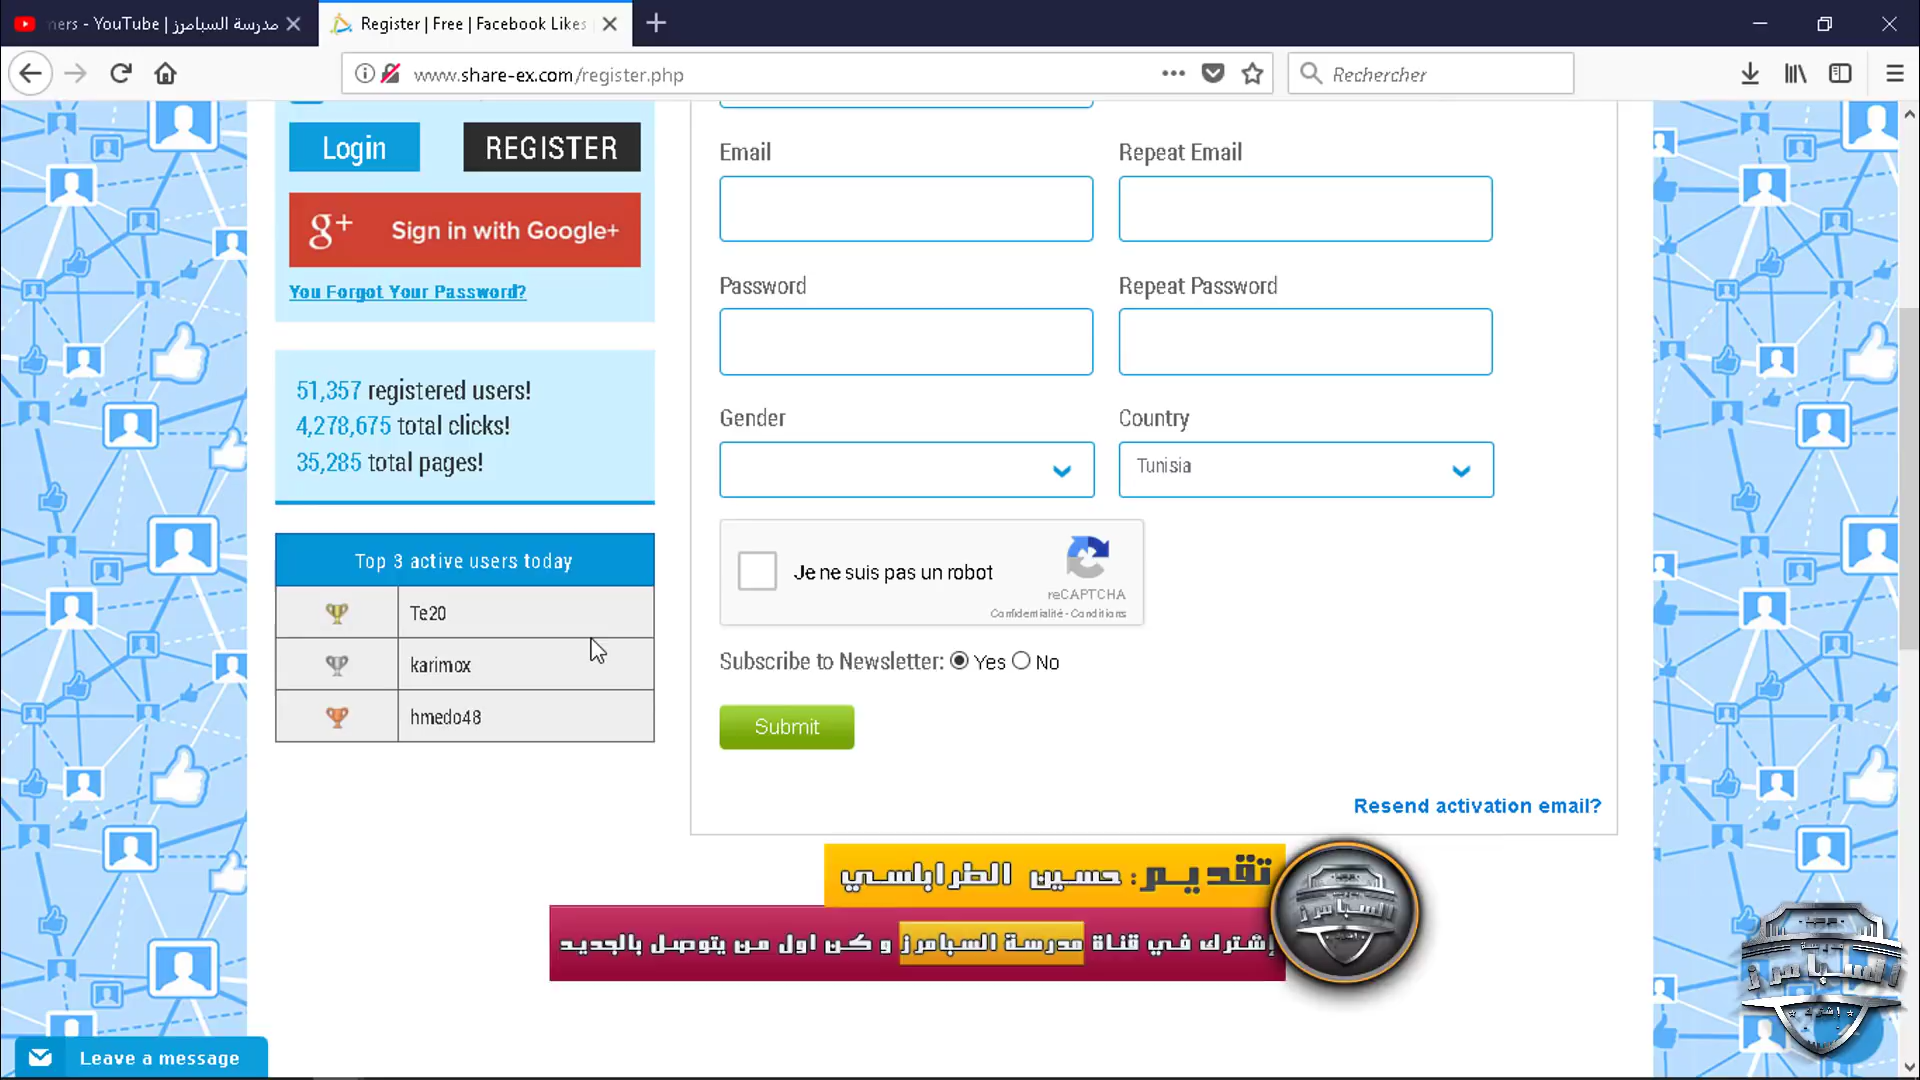 ners - YouTube | مدرسة السبامرز
Register | Free | Facebook Likes
www.share-ex.com/register.php
Rechercher
Login
REGISTER
g+ Sign in with Google+
You Forgot Your Password?
51,357 registered users!
4,278,675 total clicks!
35,285 total pages!
Top 3 active users today
Te20
karimox
hmedo48
Email
Repeat Email
Password
Repeat Password
Gender
Country
Tunisia
Je ne suis pas un robot
reCAPTCHA
Confidentialité - Conditions
Subscribe to Newsletter: Yes No
Submit
Resend activation email?
تقديم: حسين الطرابلسي
إشترك في قناة مدرسة السبامرز و كن اول من يتوصل بالجديد
السبامرز
مدرسة
السبامرز
إشترك
Leave a message